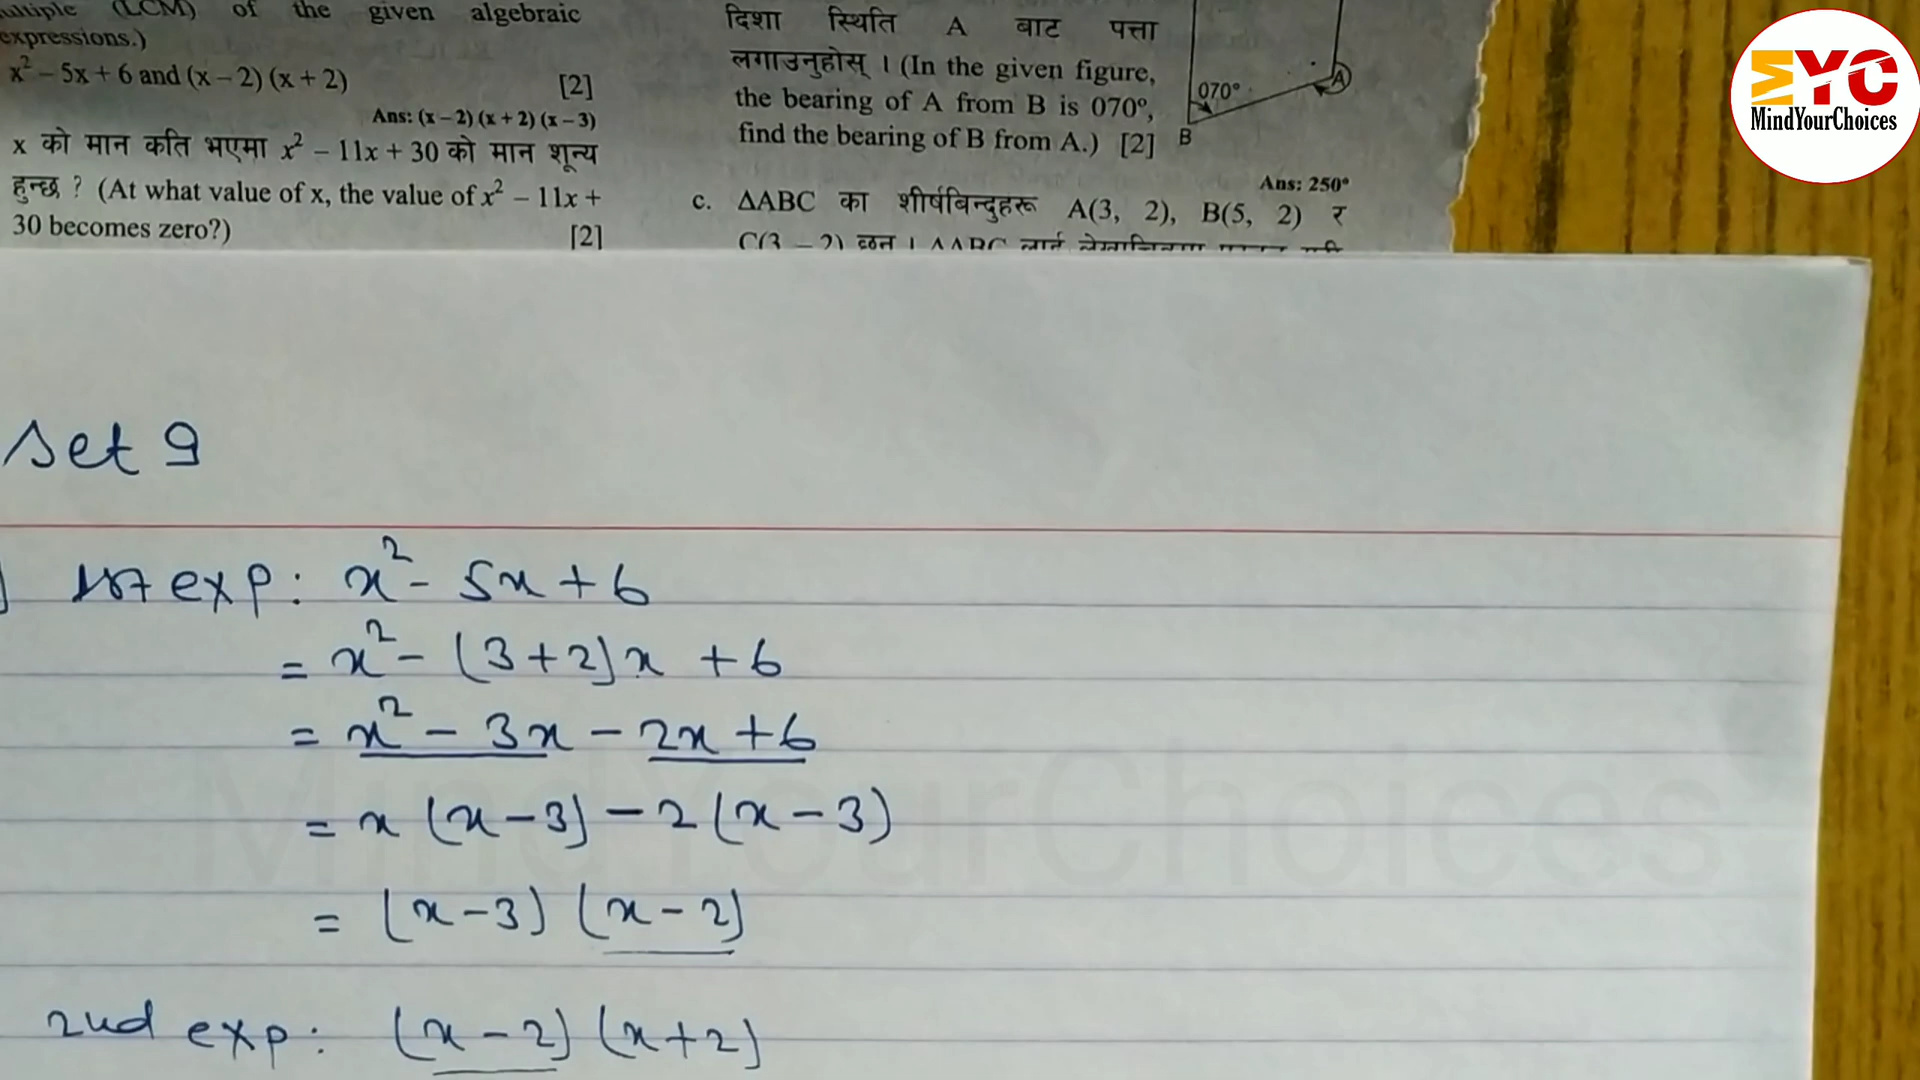 (LCM) of the given algebraic
expressions.)
x² – 5x + 6 and (x – 2) (x + 2) [2]
Ans: (x – 2) (x + 2) (x – 3)
x को मान कति भएमा x² – 11x + 30 को मान शून्य
हुन्छ ? (At what value of x, the value of x² – 11x +
30 becomes zero?) [2]
दिशा स्थिति A बाट पत्ता
लगाउनुहोस् । (In the given figure,
the bearing of A from B is 070°,
find the bearing of B from A.) [2]
070°
A
B
Ans: 250°
c. ΔABC का शीर्षबिन्दुहरू A(3, 2), B(5, 2) र
MYC
MindYourChoices
Set 9
1st exp: x² - 5x + 6
= x² - (3+2)x + 6
= x² - 3x - 2x + 6
= x (x - 3) - 2 (x - 3)
= (x - 3) (x - 2)
2nd exp: (x - 2) (x + 2)
MindYourChoices